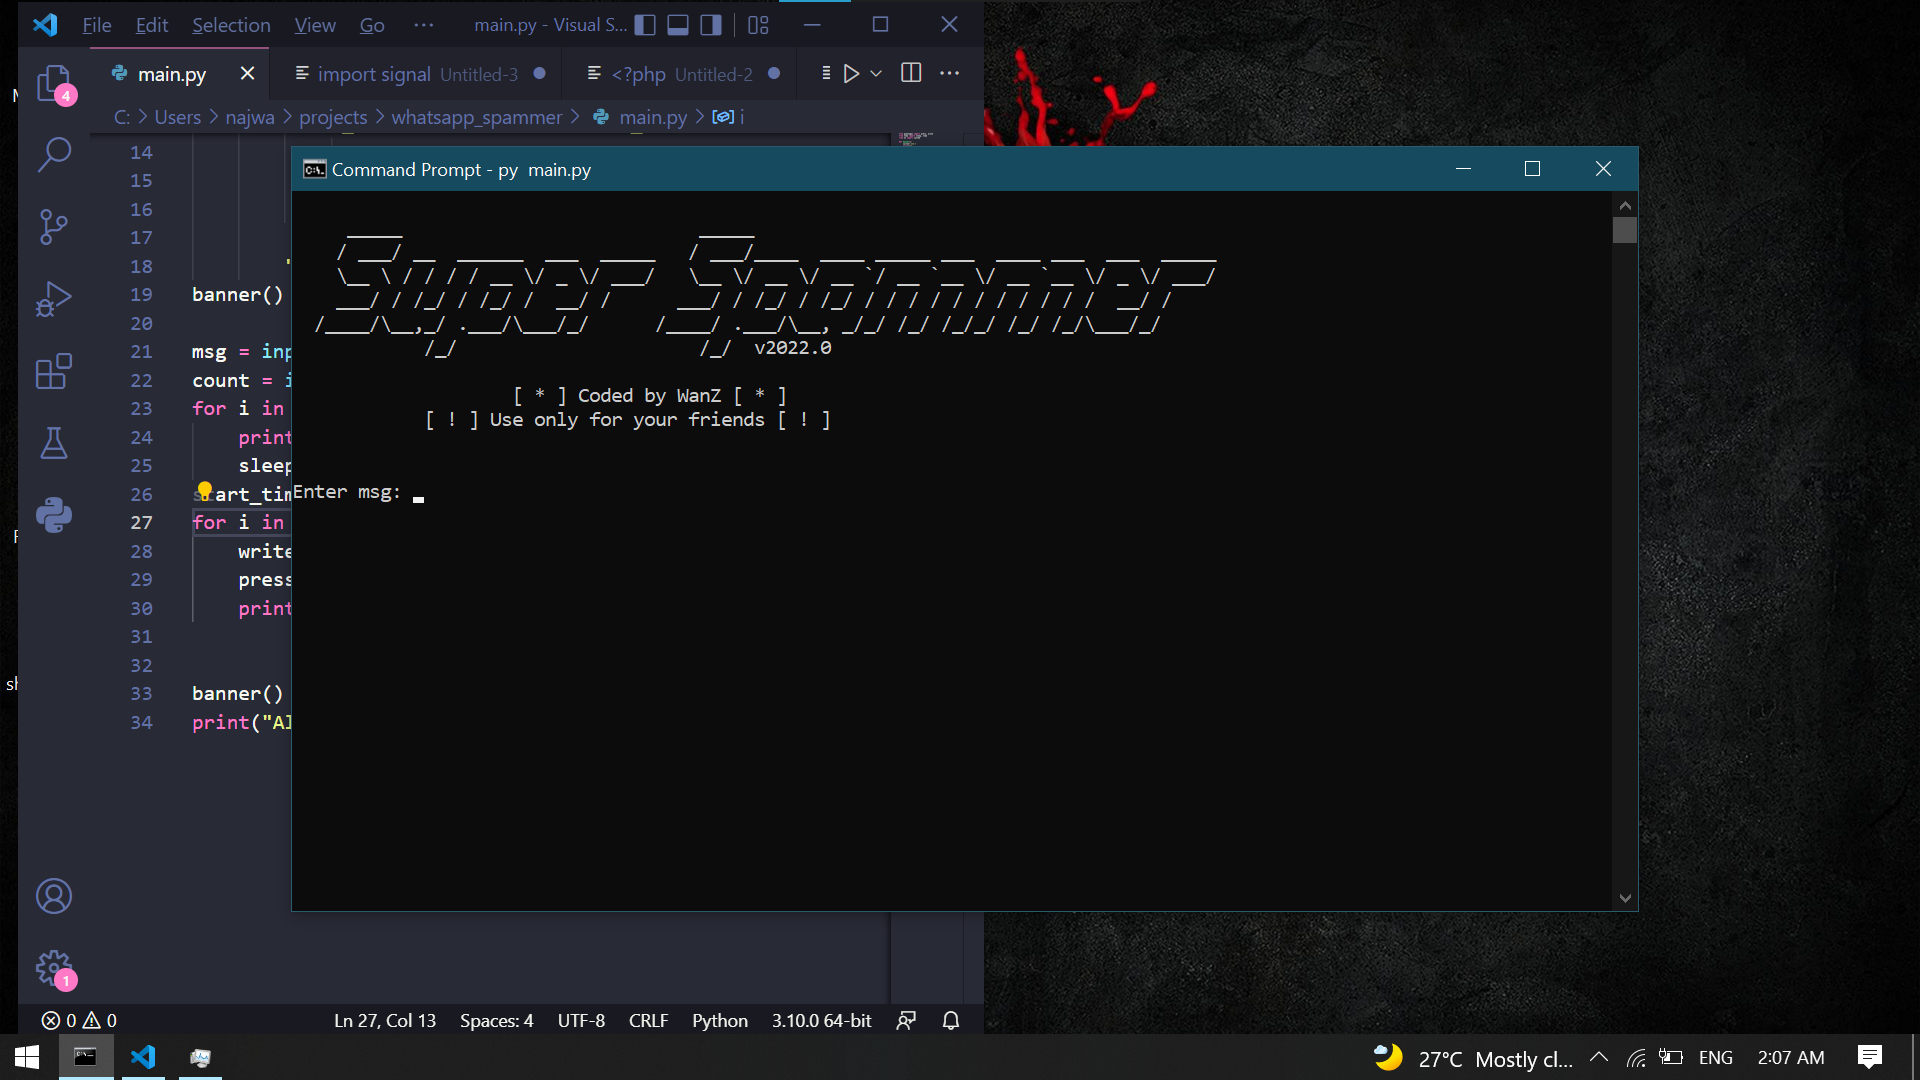 File Edit Selection View Go ··· main.py - Visual S...
main.py import signal Untitled-3 <?php Untitled-2
4
C: > Users > najwa > projects > whatsapp_spammer > main.py > i
Command Prompt - py main.py
14
15
16
17
18 '
19 banner()
20
21 msg = inp
22 count = i
23 for i in
24 print
25 sleep
26 start_tim
27 for i in
28 write
29 press
30 print
31
32
33 banner()
34 print("Al
Super Spammer
v2022.0
[ * ] Coded by WanZ [ * ]
[ ! ] Use only for your friends [ ! ]
Enter msg:
1
0 0 Ln 27, Col 13 Spaces: 4 UTF-8 CRLF Python 3.10.0 64-bit
27°C Mostly cl... ENG 2:07 AM